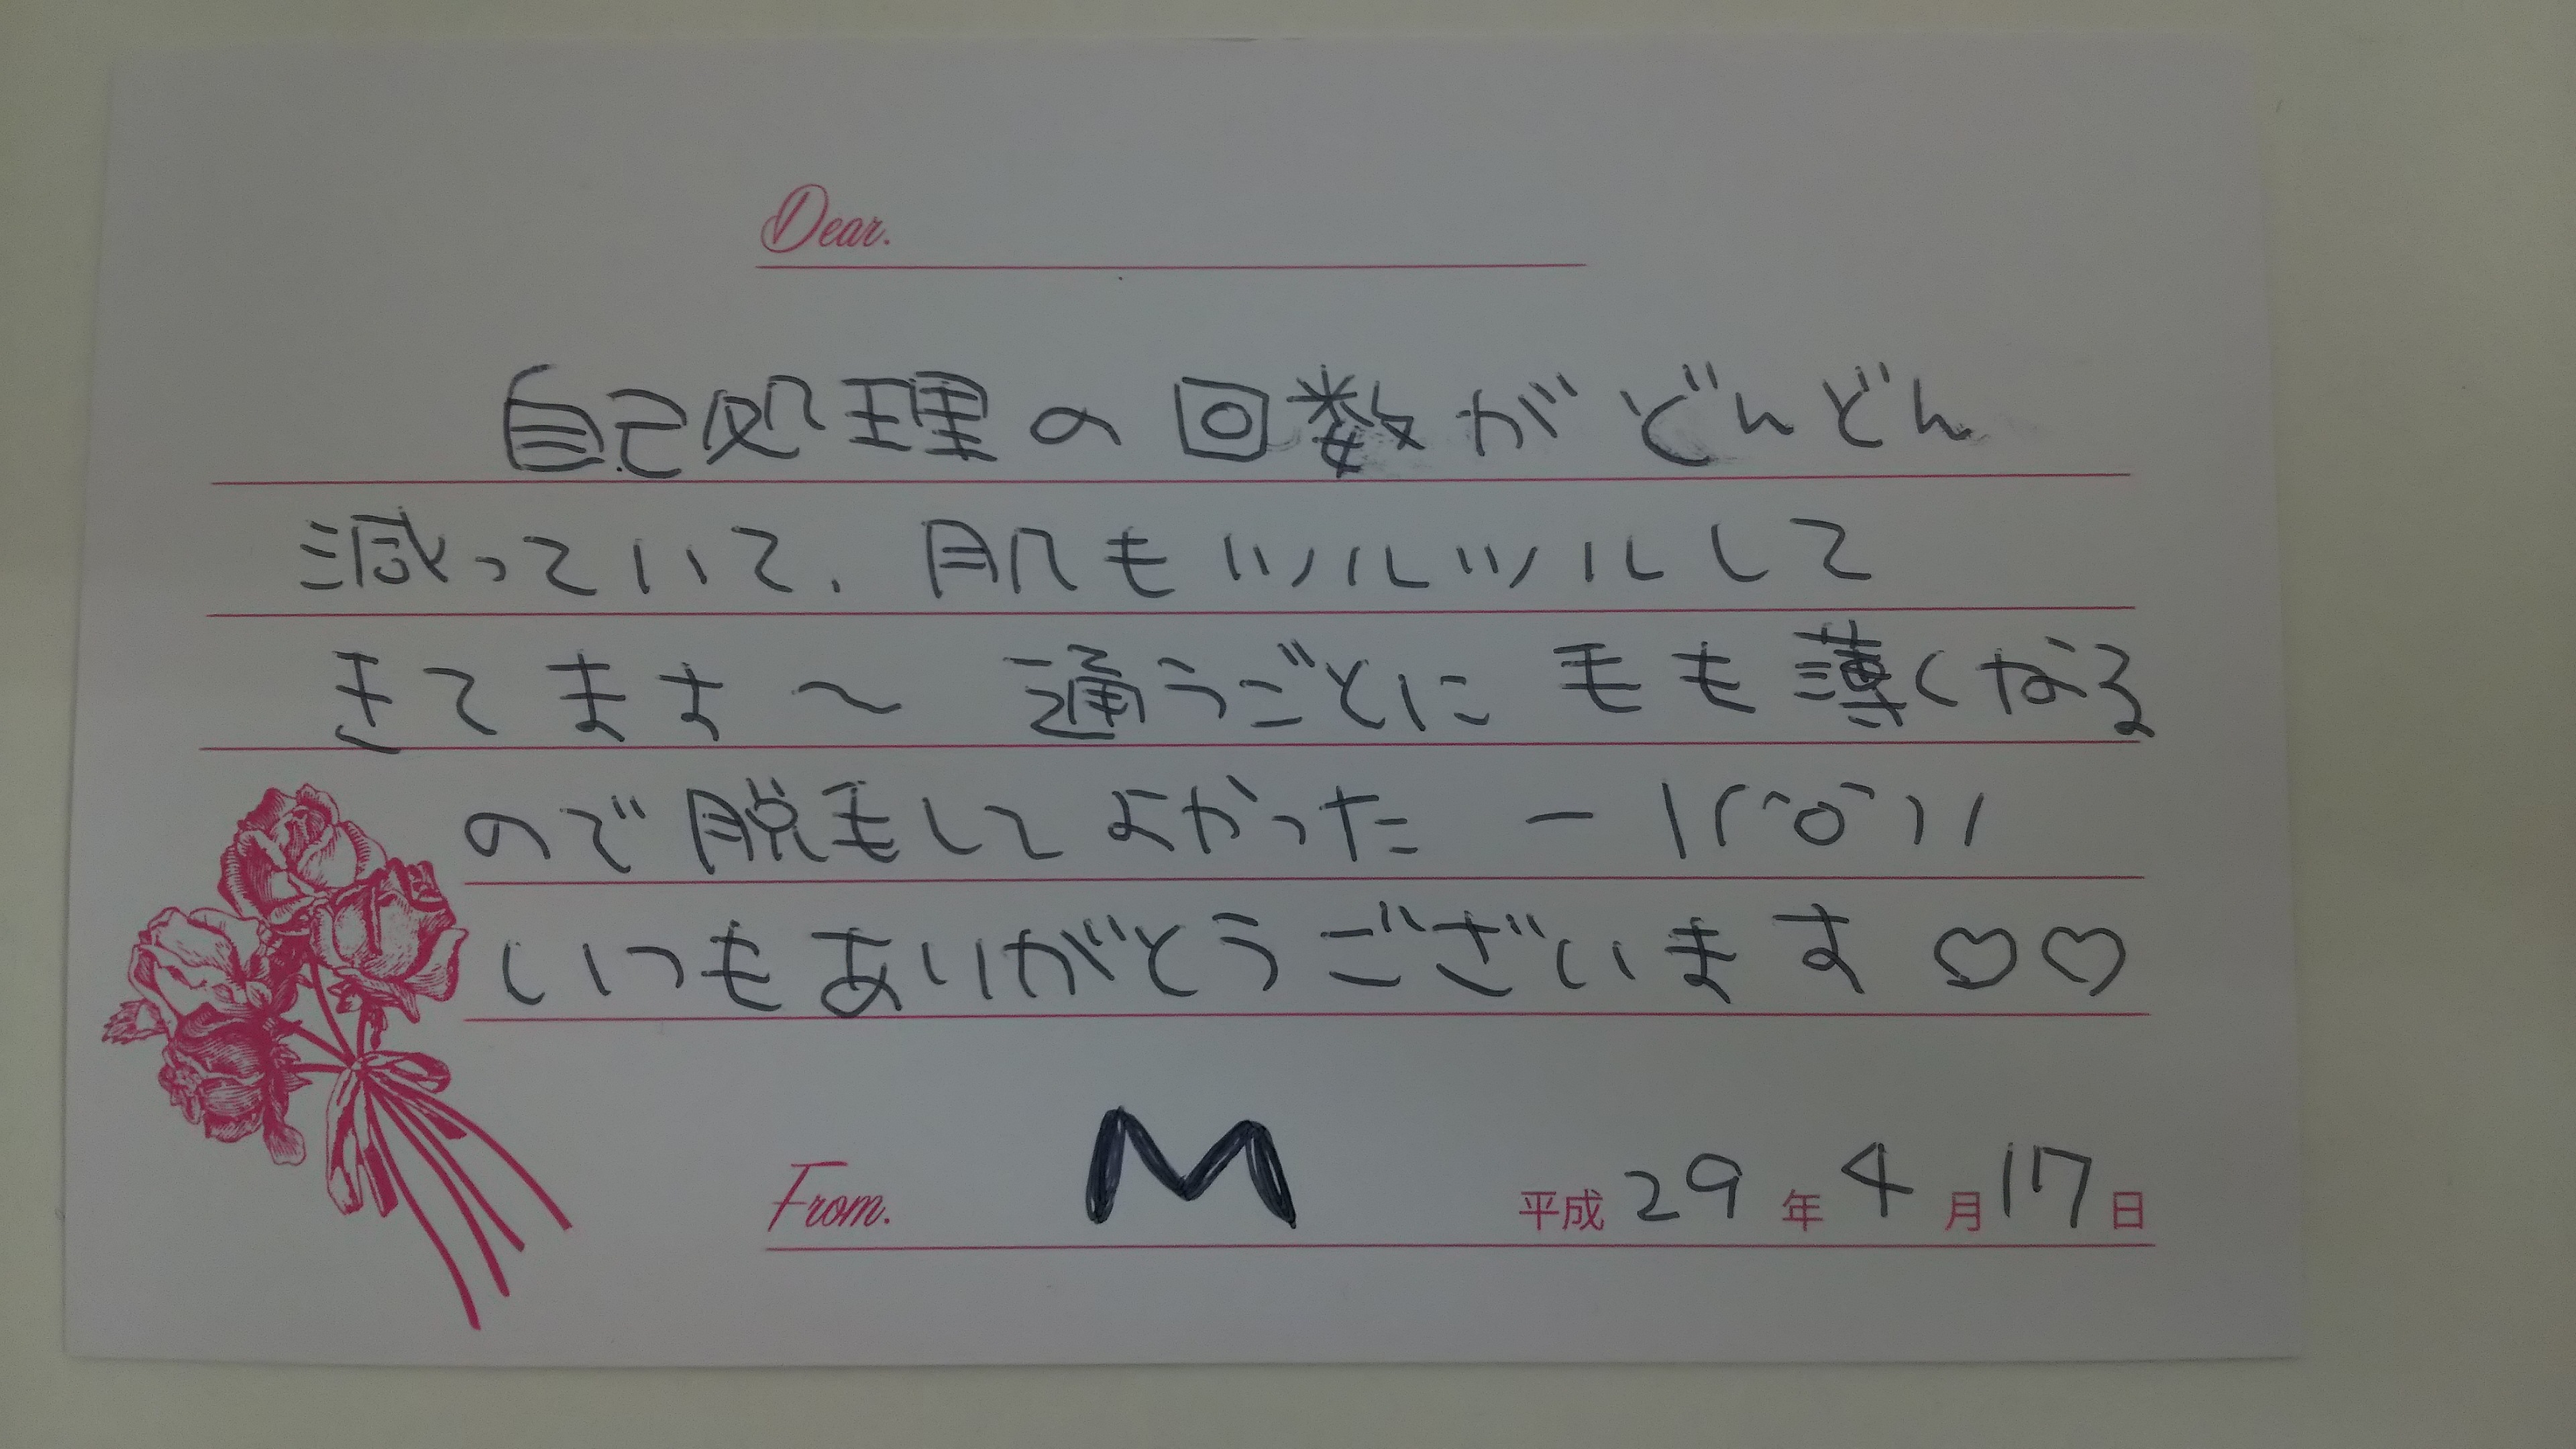 Dear.
自己処理の回数がどんどん
減っていて、肌もツルツルして
きてます〜 通うごとに毛も薄くなる
ので脱毛してよかったー!(^o^)!
いつもありがとうございます♡♡
From. M 平成29年4月17日